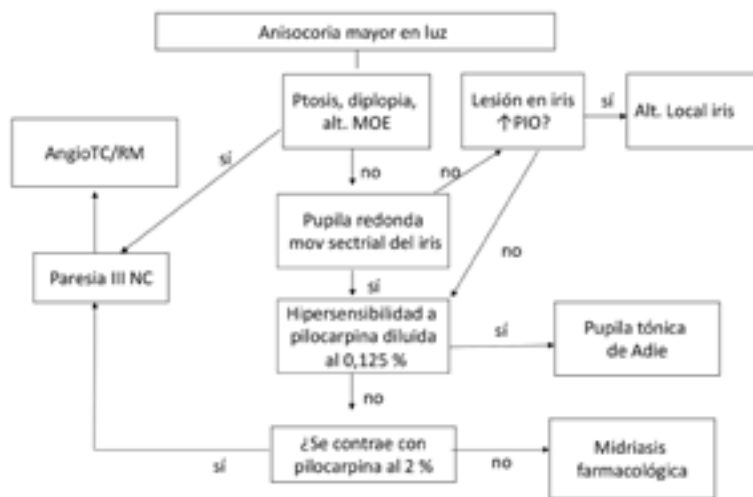 Anisocoria mayor en luz
Ptosis, diplopia,
alt. MOE
Lesión en iris
↑PIO?
sí
Alt. Local iris
AngioTC/RM
sí
no
no
Pupila redonda
mov sectrial del iris
no
Paresia III NC
sí
Hipersensibilidad a
pilocarpina diluida
al 0,125 %
sí
Pupila tónica
de Adie
no
¿Se contrae con
pilocarpina al 2 %
sí
no
Midriasis
farmacológica